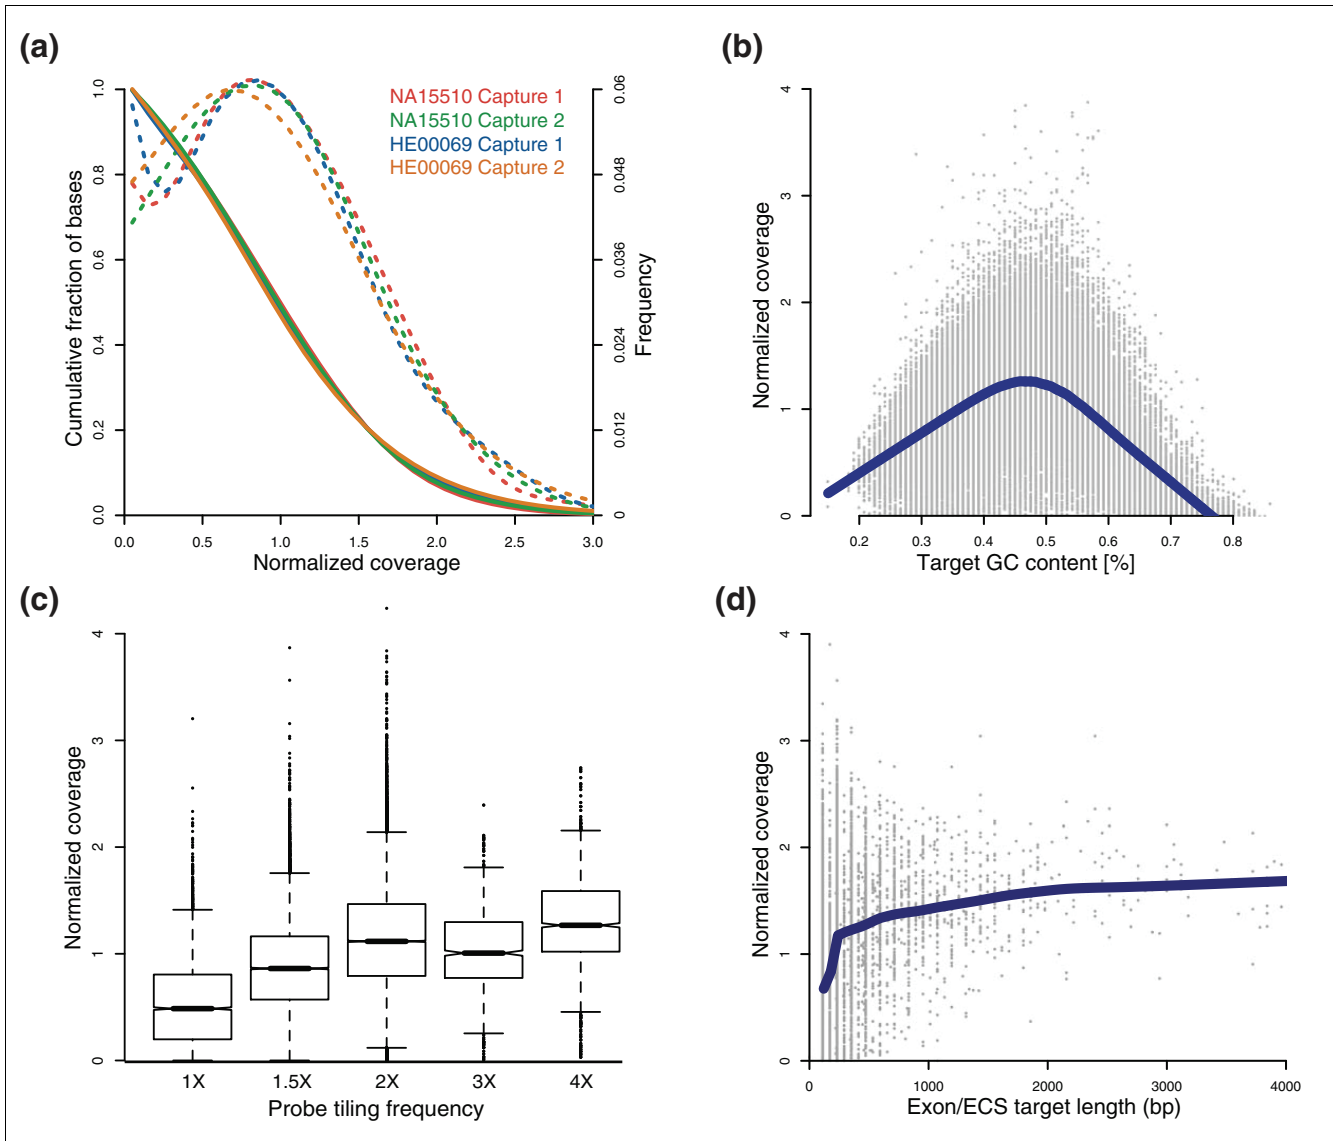 (a)
NA15510 Capture 1
NA15510 Capture 2
HE00069 Capture 1
HE00069 Capture 2
Cumulative fraction of bases
0.0 0.2 0.4 0.6 0.8 1.0
Frequency
0 0.012 0.024 0.036 0.048 0.06
0.0 0.5 1.0 1.5 2.0 2.5 3.0
Normalized coverage
(b)
Normalized coverage
0 1 2 3 4
0.2 0.3 0.4 0.5 0.6 0.7 0.8
Target GC content [%]
(c)
Normalized coverage
0 1 2 3 4
1X 1.5X 2X 3X 4X
Probe tiling frequency
(d)
Normalized coverage
0 1 2 3 4
0 1000 2000 3000 4000
Exon/ECS target length (bp)